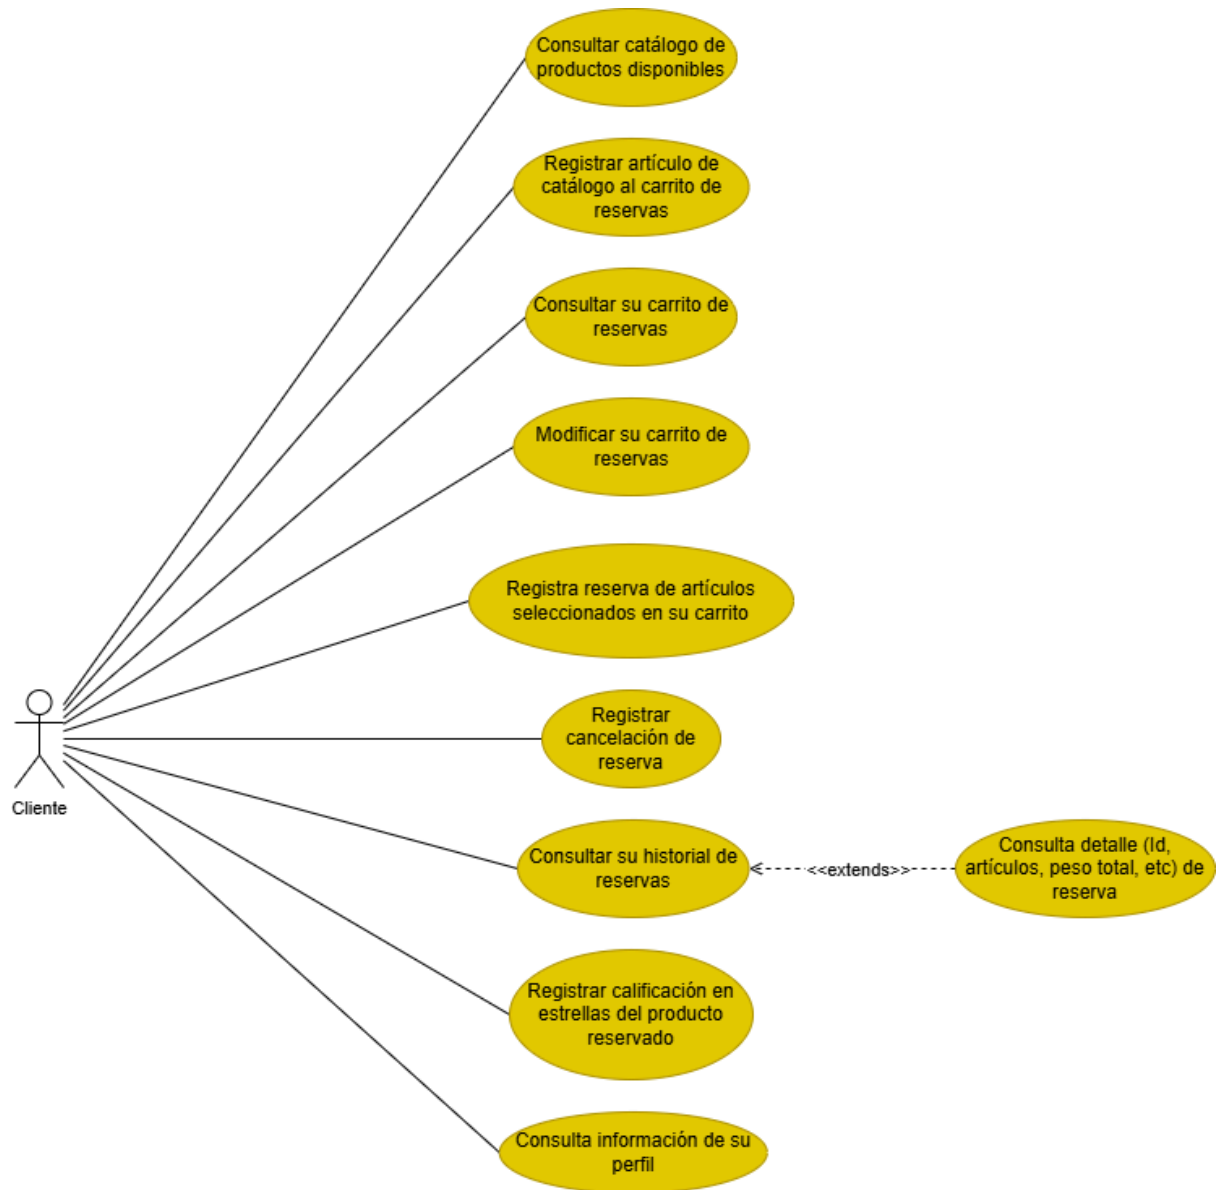 Consultar catálogo de
productos disponibles
Registrar artículo de
catálogo al carrito de
reservas
Consultar su carrito de
reservas
Modificar su carrito de
reservas
Registra reserva de artículos
seleccionados en su carrito
Registrar
cancelación de
reserva
Cliente
Consultar su historial de
reservas
<<extends>>
Consulta detalle (Id,
artículos, peso total, etc) de
reserva
Registrar calificación en
estrellas del producto
reservado
Consulta información de su
perfil